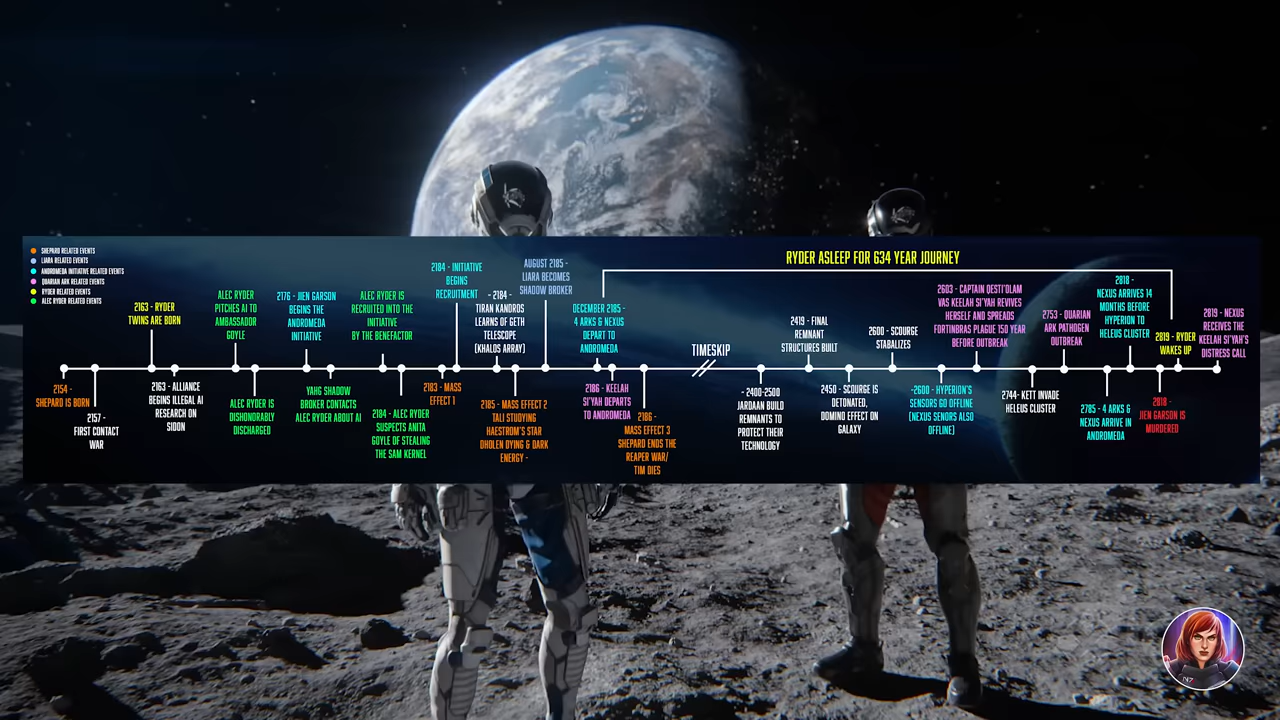 SHEPARD RELATED EVENTS
LIARA RELATED EVENTS
ANDROMEDA INITIATIVE RELATED EVENTS
QUARIAN ARK RELATED EVENTS
RYDER RELATED EVENTS
ALEC RYDER RELATED EVENTS
RYDER ASLEEP FOR 634 YEAR JOURNEY
2154 -
SHEPARD IS BORN
2157 -
FIRST CONTACT
WAR
2163 - RYDER
TWINS ARE BORN
2163 - ALLIANCE
BEGINS ILLEGAL AI
RESEARCH ON
SIDON
ALEC RYDER
PITCHES AI TO
AMBASSADOR
GOYLE
ALEC RYDER IS
DISHONORABLY
DISCHARGED
2176 - JIEN GARSON
BEGINS THE
ANDROMEDA
INITIATIVE
YAHG SHADOW
BROKER CONTACTS
ALEC RYDER ABOUT AI
ALEC RYDER IS
RECRUITED INTO THE
INITIATIVE
BY THE BENEFACTOR
2184 - ALEC RYDER
SUSPECTS ANITA
GOYLE OF STEALING
THE SAM KERNEL
2183 - MASS
EFFECT 1
2184 - INITIATIVE
BEGINS
RECRUITMENT
- 2184 -
TIRAN KANDROS
LEARNS OF GETH
TELESCOPE
(KHALOS ARRAY)
2185 - MASS EFFECT 2
TALI STUDYING
HAESTROM'S STAR
DHOLEN DYING & DARK
ENERGY -
AUGUST 2185 -
LIARA BECOMES
SHADOW BROKER
DECEMBER 2185 -
4 ARKS & NEXUS
DEPART TO
ANDROMEDA
2186 - KEELAH
SI'YAH DEPARTS
TO ANDROMEDA
2186 -
MASS EFFECT 3
SHEPARD ENDS THE
REAPER WAR/
TIM DIES
TIMESKIP
- 2400-2500
JARDAAN BUILD
REMNANTS TO
PROTECT THEIR
TECHNOLOGY
2419 - FINAL
REMNANT
STRUCTURES BUILT
2450 - SCOURGE IS
DETONATED,
DOMINO EFFECT ON
GALAXY
2600 - SCOURGE
STABALIZES
~2600 - HYPERION'S
SENSORS GO OFFLINE
(NEXUS SENORS ALSO
OFFLINE)
2603 - CAPTAIN QESTI'OLAM
VAS KEELAH SI'YAH REVIVES
HERSELF AND SPREADS
FORTINBRAS PLAGUE 150 YEAR
BEFORE OUTBREAK
2744- KETT INVADE
HELEUS CLUSTER
2753 - QUARIAN
ARK PATHOGEN
OUTBREAK
2785 - 4 ARKS &
NEXUS ARRIVE IN
ANDROMEDA
2818 -
NEXUS ARRIVES 14
MONTHS BEFORE
HYPERION TO
HELEUS CLUSTER
2818 -
JIEN GARSON IS
MURDERED
2819 - RYDER
WAKES UP
2819 - NEXUS
RECEIVES THE
KEELAH SI'YAH'S
DISTRESS CALL
N7